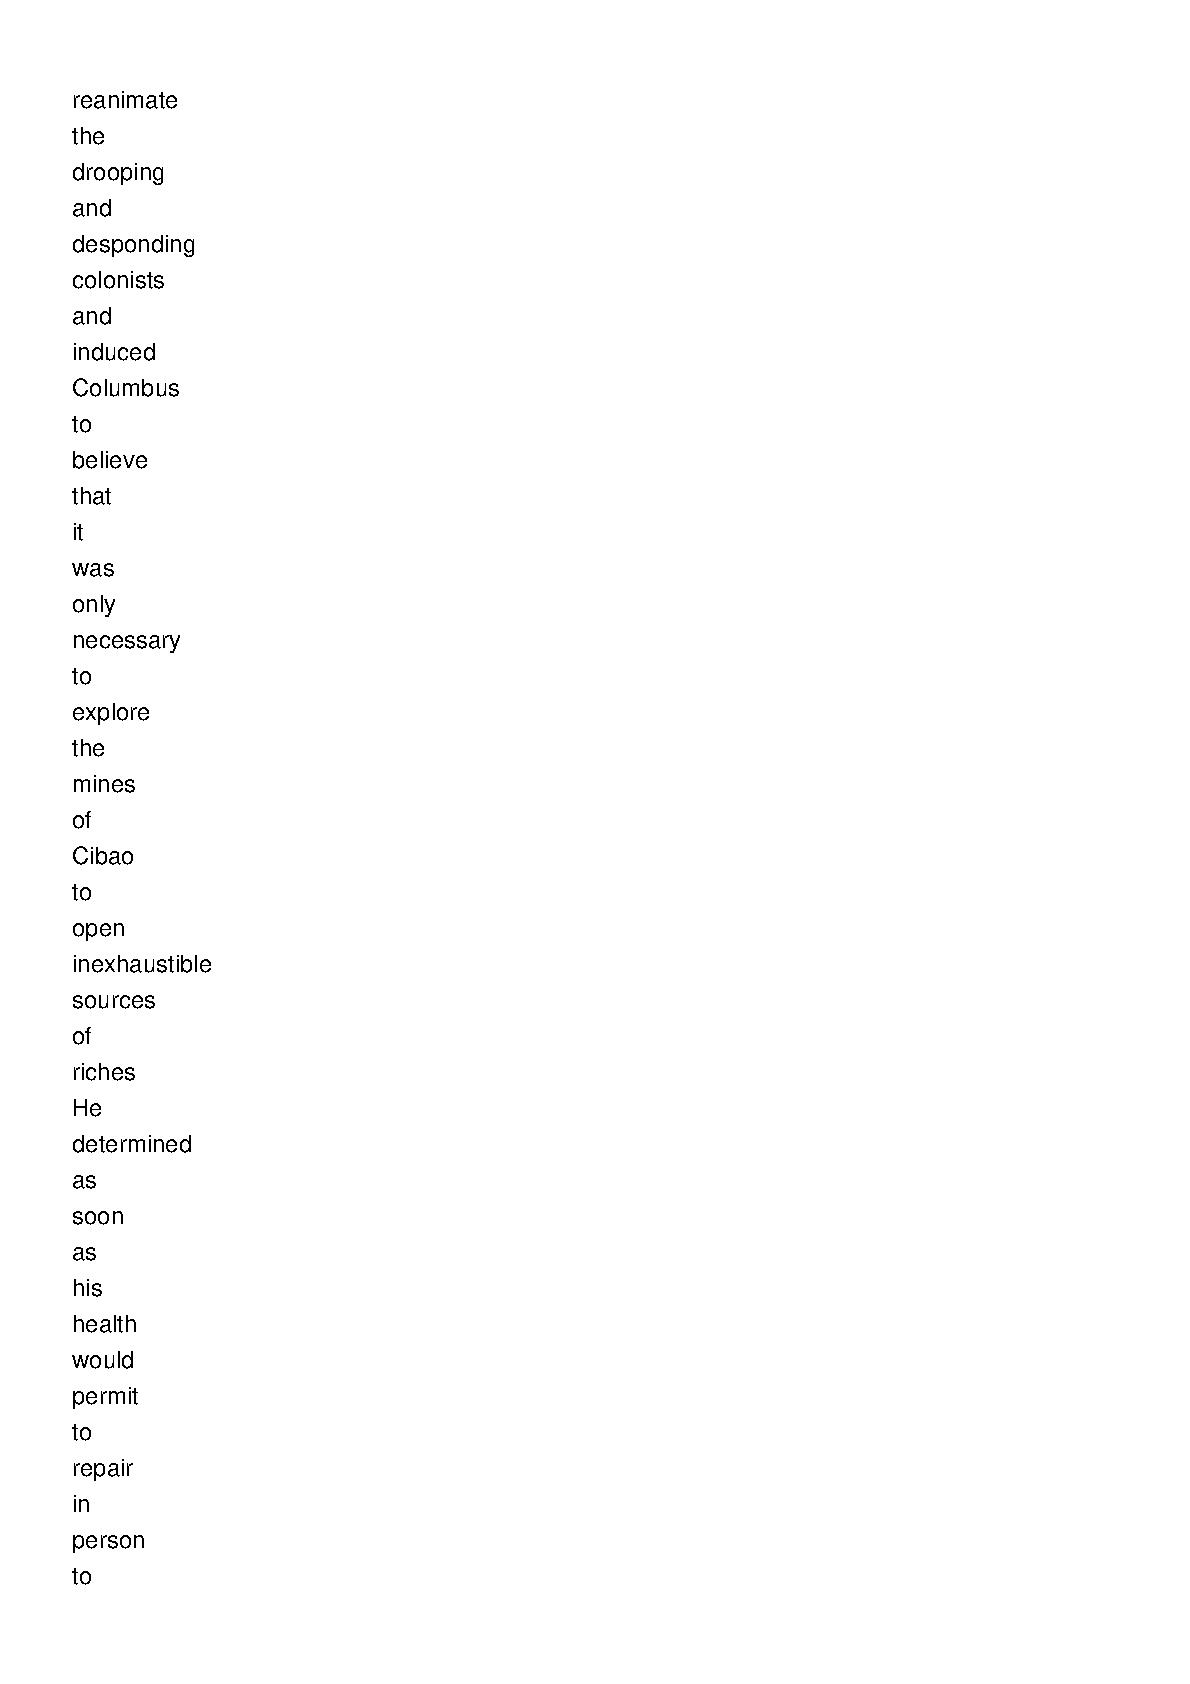 reanimate
the
drooping
and
desponding
colonists
and
induced
Columbus
to
believe
that
it
was
only
necessary
to
explore
the
mines
of
Cibao
to
open
inexhaustible
sources
of
riches
He
determined
as
soon
as
his
health
would
permit
to
repair
in
person
to